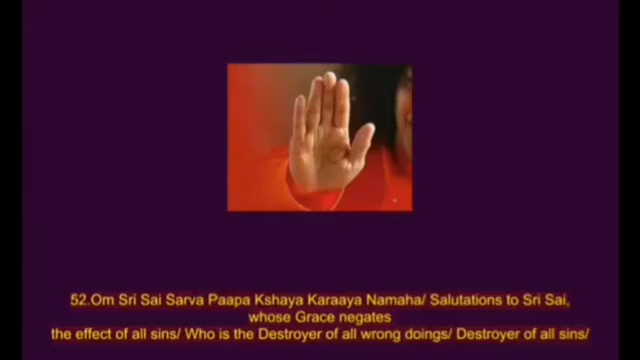 52.Om Sri Sai Sarva Paapa Kshaya Karaaya Namaha/ Salutations to Sri Sai,
whose Grace negates
the effect of all sins/ Who is the Destroyer of all wrong doings/ Destroyer of all sins/